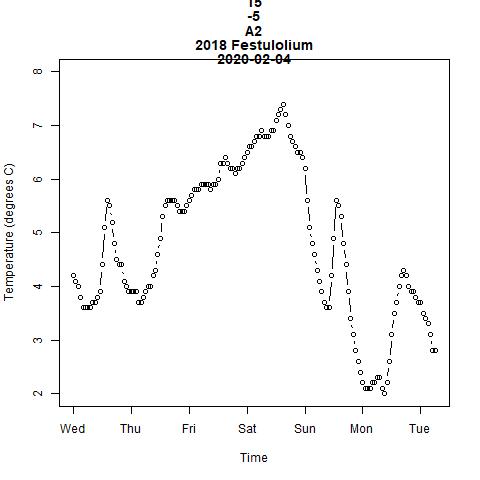 15
-5
A2
2018 Festulolium
2020-02-04
Temperature (degrees C)
8
7
6
5
4
3
2
Wed Thu Fri Sat Sun Mon Tue
Time